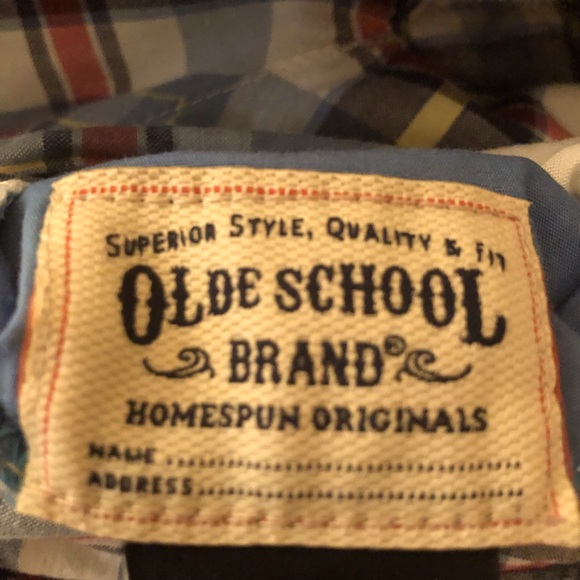 SUPERIOR STYLE, QUALITY & FIT
OLDE SCHOOL
BRAND®
HOMESPUN ORIGINALS
NAME
ADDRESS